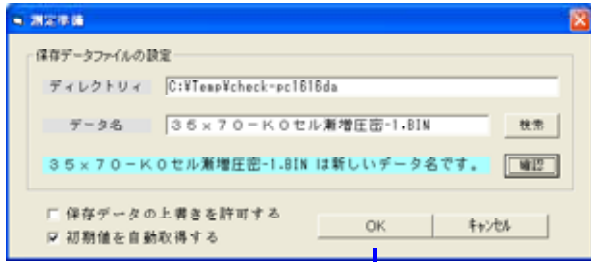 測定準備
保存データファイルの設定
ディレクトリィ C:¥Temp¥check-pc1616da
データ名 35×70-K0セル漸増圧密-1.BIN 検索
35×70-K0セル漸増圧密-1.BIN は新しいデータ名です。 確認
保存データの上書きを許可する
初期値を自動取得する
OK キャンセル